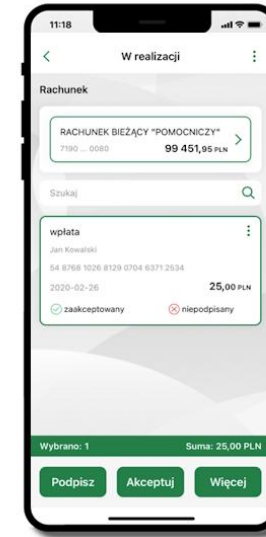 11:18
W realizacji
Rachunek
RACHUNEK BIEŻĄCY "POMOCNICZY"
7190 ... 0080 99 451,95 PLN
Szukaj
wpłata
Jan Kowalski
54 8768 1026 8129 0704 6371 2534
2020-02-26 25,00 PLN
zaakceptowany niepodpisany
Wybrano: 1 Suma: 25,00 PLN
Podpisz Akceptuj Więcej